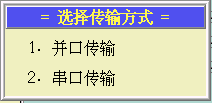 = 选择传输方式 =
1. 并口传输
2. 串口传输